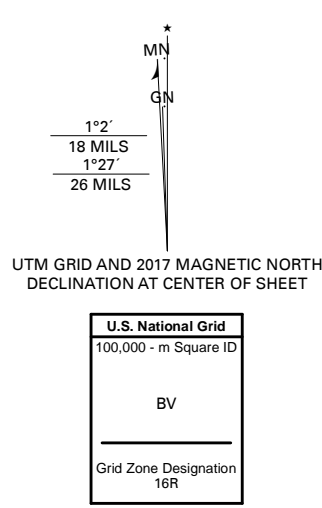 ★
MN
GN
1°2´
18 MILS
1°27´
26 MILS
UTM GRID AND 2017 MAGNETIC NORTH
DECLINATION AT CENTER OF SHEET
U.S. National Grid
100,000 - m Square ID
BV
Grid Zone Designation
16R